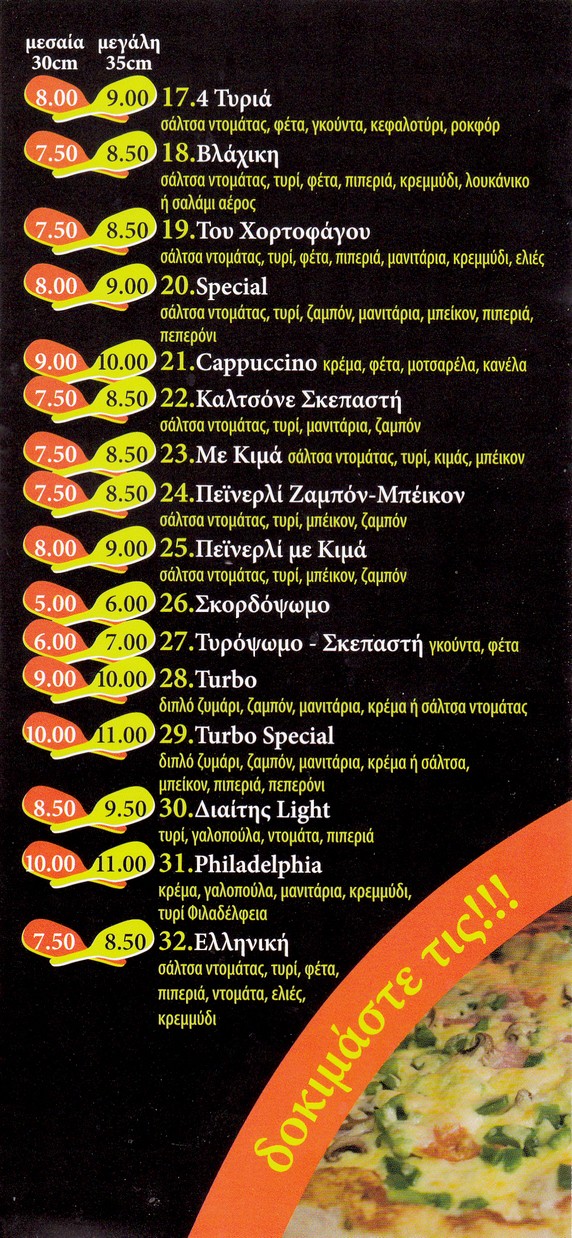 μεσαία μεγάλη
30cm 35cm
8.00 9.00 17.4 Τυριά
σάλτσα ντομάτας, φέτα, γκούντα, κεφαλοτύρι, ροκφόρ
7.50 8.50 18.Βλάχικη
σάλτσα ντομάτας, τυρί, φέτα, πιπεριά, κρεμμύδι, λουκάνικο
ή σαλάμι αέρος
7.50 8.50 19.Του Χορτοφάγου
σάλτσα ντομάτας, τυρί, φέτα, πιπεριά, μανιτάρια, κρεμμύδι, ελιές
8.00 9.00 20.Special
σάλτσα ντομάτας, τυρί, ζαμπόν, μανιτάρια, μπείκον, πιπεριά,
πεπερόνι
9.00 10.00 21.Cappuccino κρέμα, φέτα, μοτσαρέλα, κανέλα
7.50 8.50 22.Καλτσόνε Σκεπαστή
σάλτσα ντομάτας, τυρί, μανιτάρια, ζαμπόν
7.50 8.50 23.Με Κιμά σάλτσα ντομάτας, τυρί, κιμάς, μπέικον
7.50 8.50 24.Πεϊνερλί Ζαμπόν-Μπέικον
σάλτσα ντομάτας, τυρί, μπέικον, ζαμπόν
8.00 9.00 25.Πεϊνερλί με Κιμά
σάλτσα ντομάτας, τυρί, μπέικον, ζαμπόν
5.00 6.00 26.Σκορδόψωμο
6.00 7.00 27.Τυρόψωμο - Σκεπαστή γκούντα, φέτα
9.00 10.00 28.Turbo
διπλό ζυμάρι, ζαμπόν, μανιτάρια, κρέμα ή σάλτσα ντομάτας
10.00 11.00 29.Turbo Special
διπλό ζυμάρι, ζαμπόν, μανιτάρια, κρέμα ή σάλτσα,
μπείκον, πιπεριά, πεπερόνι
8.50 9.50 30.Διαίτης Light
τυρί, γαλοπούλα, ντομάτα, πιπεριά
10.00 11.00 31.Philadelphia
κρέμα, γαλοπούλα, μανιτάρια, κρεμμύδι,
τυρί Φιλαδέλφεια
7.50 8.50 32.Ελληνική
σάλτσα ντομάτας, τυρί, φέτα,
πιπεριά, ντομάτα, ελιές,
κρεμμύδι
δοκιμάστε τις!!!